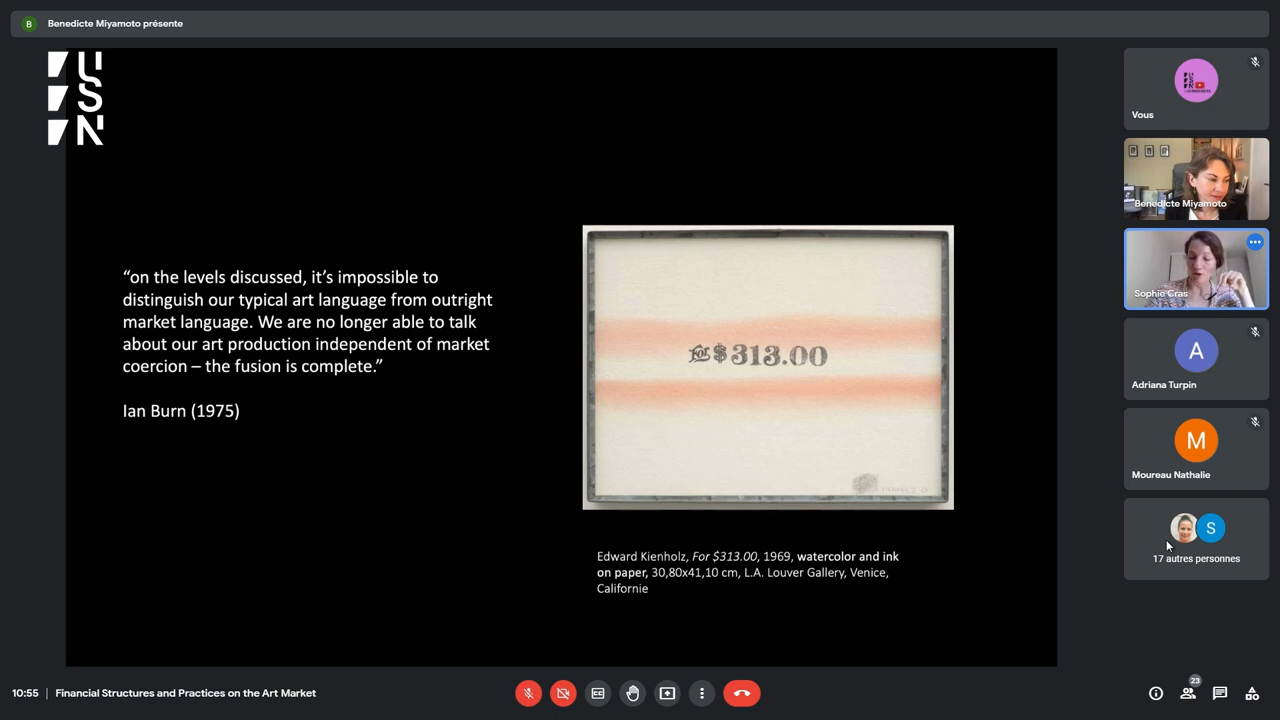 B Benedicte Miyamoto présente
USN
“on the levels discussed, it’s impossible to
distinguish our typical art language from outright
market language. We are no longer able to talk
about our art production independent of market
coercion – the fusion is complete.”
Ian Burn (1975)
For $313.00
Edward Kienholz, For $313.00, 1969, watercolor and ink
on paper, 30,80x41,10 cm, L.A. Louver Gallery, Venice,
Californie
Vous
Benedicte Miyamoto
Sophie Cras
A
Adriana Turpin
M
Moureau Nathalie
S
17 autres personnes
10:55 | Financial Structures and Practices on the Art Market
CC
23